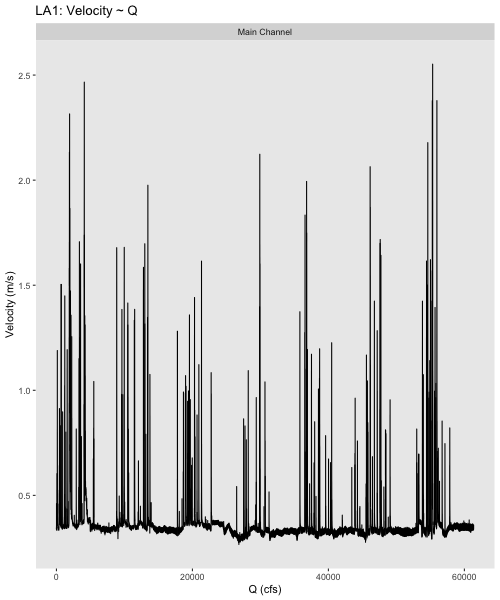 LA1: Velocity ~ Q
Main Channel
Velocity (m/s)
2.5
2.0
1.5
1.0
0.5
0 20000 40000 60000
Q (cfs)